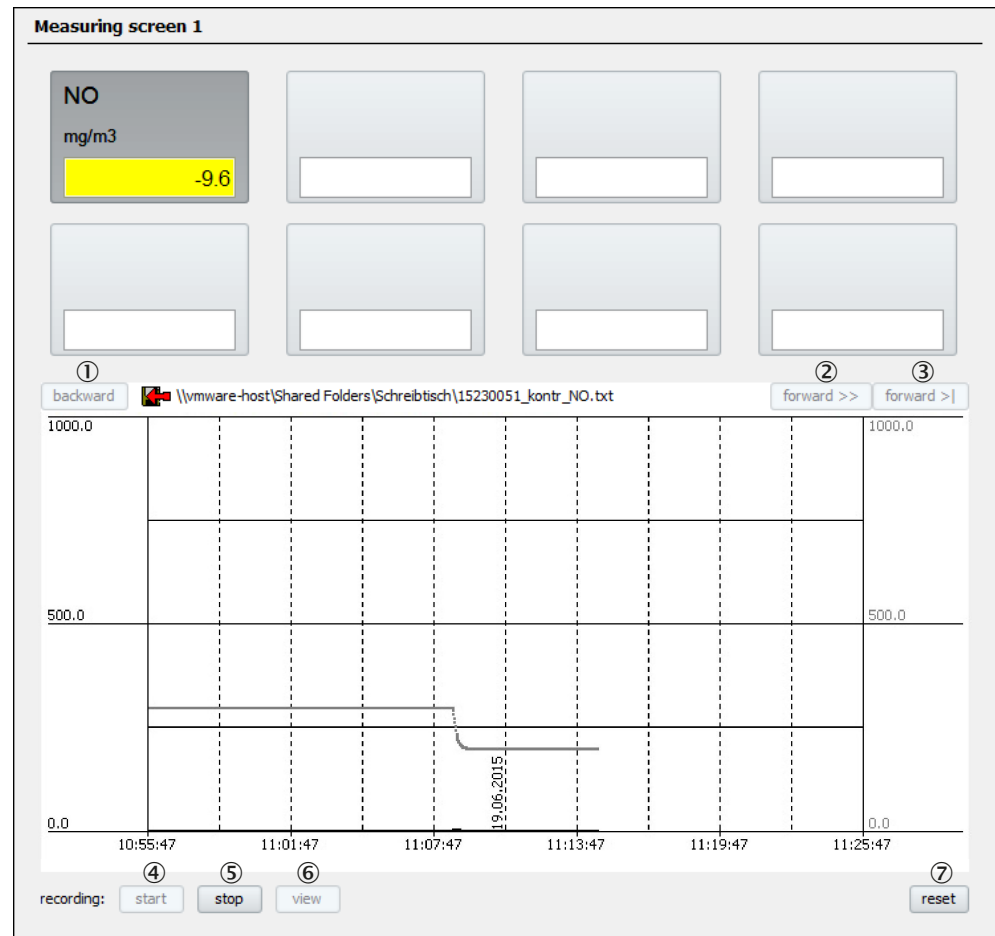 Measuring screen 1
NO
mg/m3
-9.6
① ② ③
backward \\vmware-host\Shared Folders\Schreibtisch\15230051_kontr_NO.txt forward >> forward >|
1000.0 1000.0
500.0 500.0
19.06.2015
0.0 0.0
10:55:47 11:01:47 11:07:47 11:13:47 11:19:47 11:25:47
④ ⑤ ⑥ ⑦
recording: start stop view reset